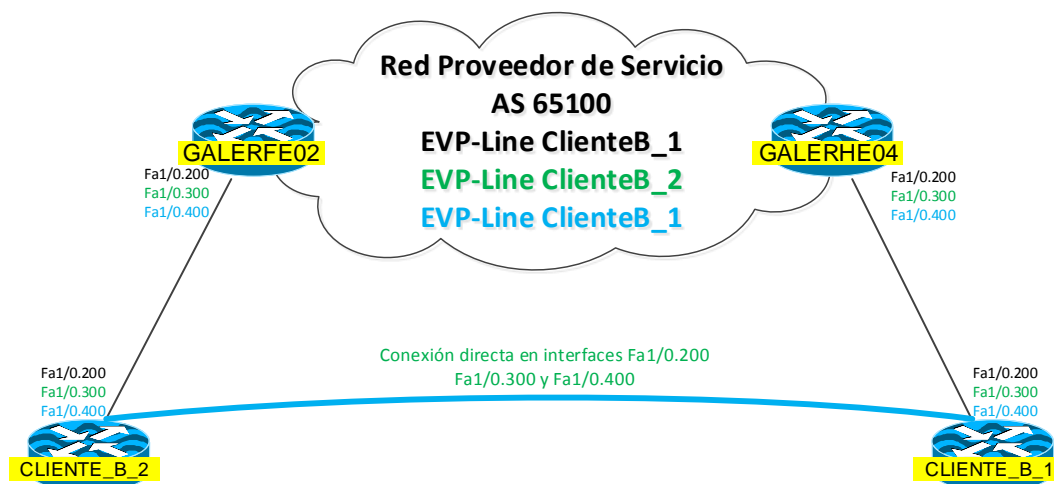 Red Proveedor de Servicio
AS 65100
EVP-Line ClienteB_1
EVP-Line ClienteB_2
EVP-Line ClienteB_1
GALERFE02
GALERHE04
Fa1/0.200
Fa1/0.300
Fa1/0.400
Fa1/0.200
Fa1/0.300
Fa1/0.400
Conexión directa en interfaces Fa1/0.200
Fa1/0.300 y Fa1/0.400
Fa1/0.200
Fa1/0.300
Fa1/0.400
Fa1/0.200
Fa1/0.300
Fa1/0.400
CLIENTE_B_2
CLIENTE_B_1